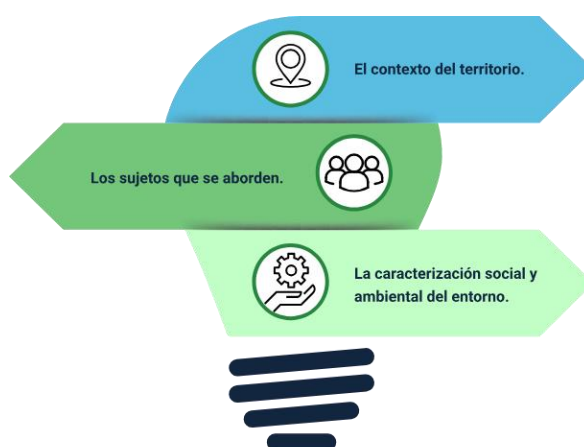 El contexto del territorio.
Los sujetos que se aborden.
La caracterización social y
ambiental del entorno.